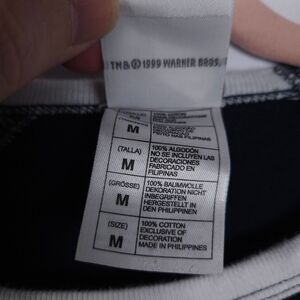 TM&© 1999 WARNER BROS.
M
(TALLA)
M
100% ALGODÓN
NO SE INCLUYEN LAS
DECORACIONES
FABRICADO EN
FILIPINAS
(GRÖSSE)
M
100% BAUMWOLLE
DEKORATION NICHT
INBEGRIFFEN
HERGESTELLT IN
DEN PHILIPPINEN
(SIZE)
M
100% COTTON
EXCLUSIVE OF
DECORATION
MADE IN PHILIPPINES